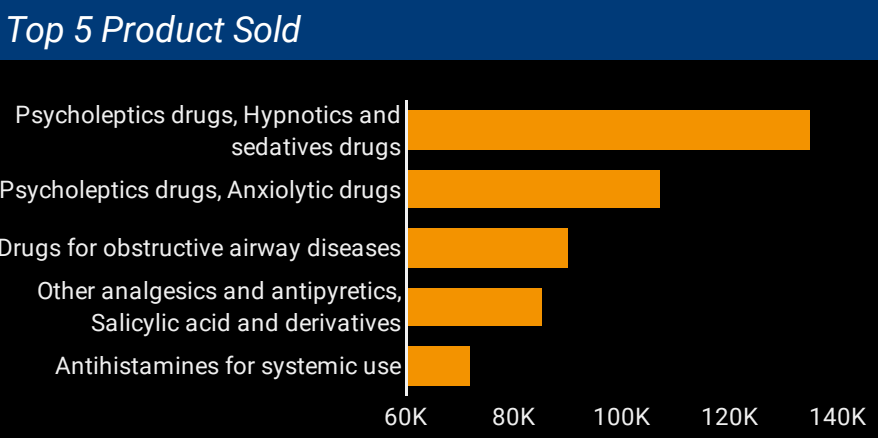 Top 5 Product Sold
Psycholeptics drugs, Hypnotics and
sedatives drugs
Psycholeptics drugs, Anxiolytic drugs
Drugs for obstructive airway diseases
Other analgesics and antipyretics,
Salicylic acid and derivatives
Antihistamines for systemic use
60K 80K 100K 120K 140K